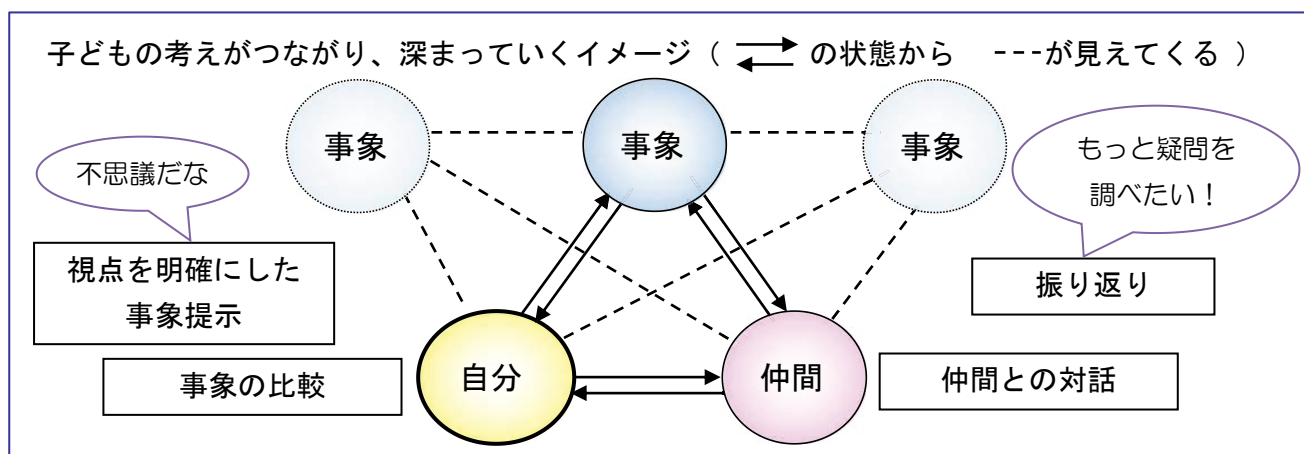 子どもの考えがつながり、深まっていくイメージ（ の状態から ---が見えてくる ）
事象
事象
事象
不思議だな
もっと疑問を
調べたい！
視点を明確にした
事象提示
振り返り
事象の比較
自分
仲間
仲間との対話